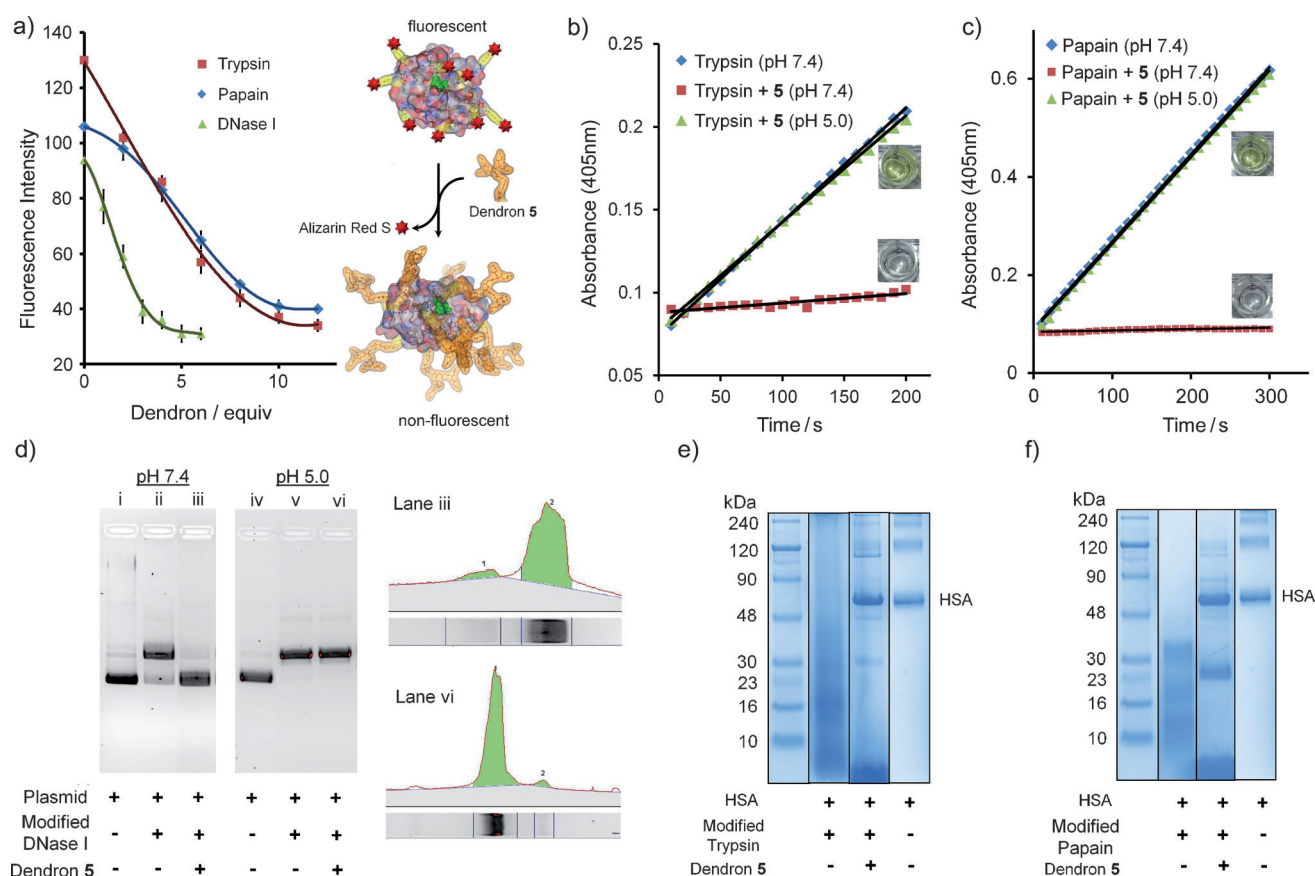 a)
140
120
100
80
60
40
20
0
5
10
Fluorescence Intensity
Dendron / equiv
Trypsin
Papain
DNase I
fluorescent
Dendron 5
Alizarin Red S
non-fluorescent
b)
0.25
0.2
0.15
0.1
0.05
0
50
100
150
200
Absorbance (405nm)
Time / s
Trypsin (pH 7.4)
Trypsin + 5 (pH 7.4)
Trypsin + 5 (pH 5.0)
c)
0.6
0.4
0.2
0
0
100
200
300
Absorbance (405nm)
Time / s
Papain (pH 7.4)
Papain + 5 (pH 7.4)
Papain + 5 (pH 5.0)
d)
pH 7.4
pH 5.0
i ii iii iv v vi
Plasmid + + + + + +
Modified
DNase I - + + - + +
Dendron 5 - - + - - +
Lane iii
1
2
Lane vi
2
e)
kDa
240
120
90
48
30
23
16
10
HSA
HSA + + +
Modified
Trypsin + + -
Dendron 5 - + -
f)
kDa
240
120
90
48
30
23
16
10
HSA
HSA + + +
Modified
Papain + + -
Dendron 5 - + -